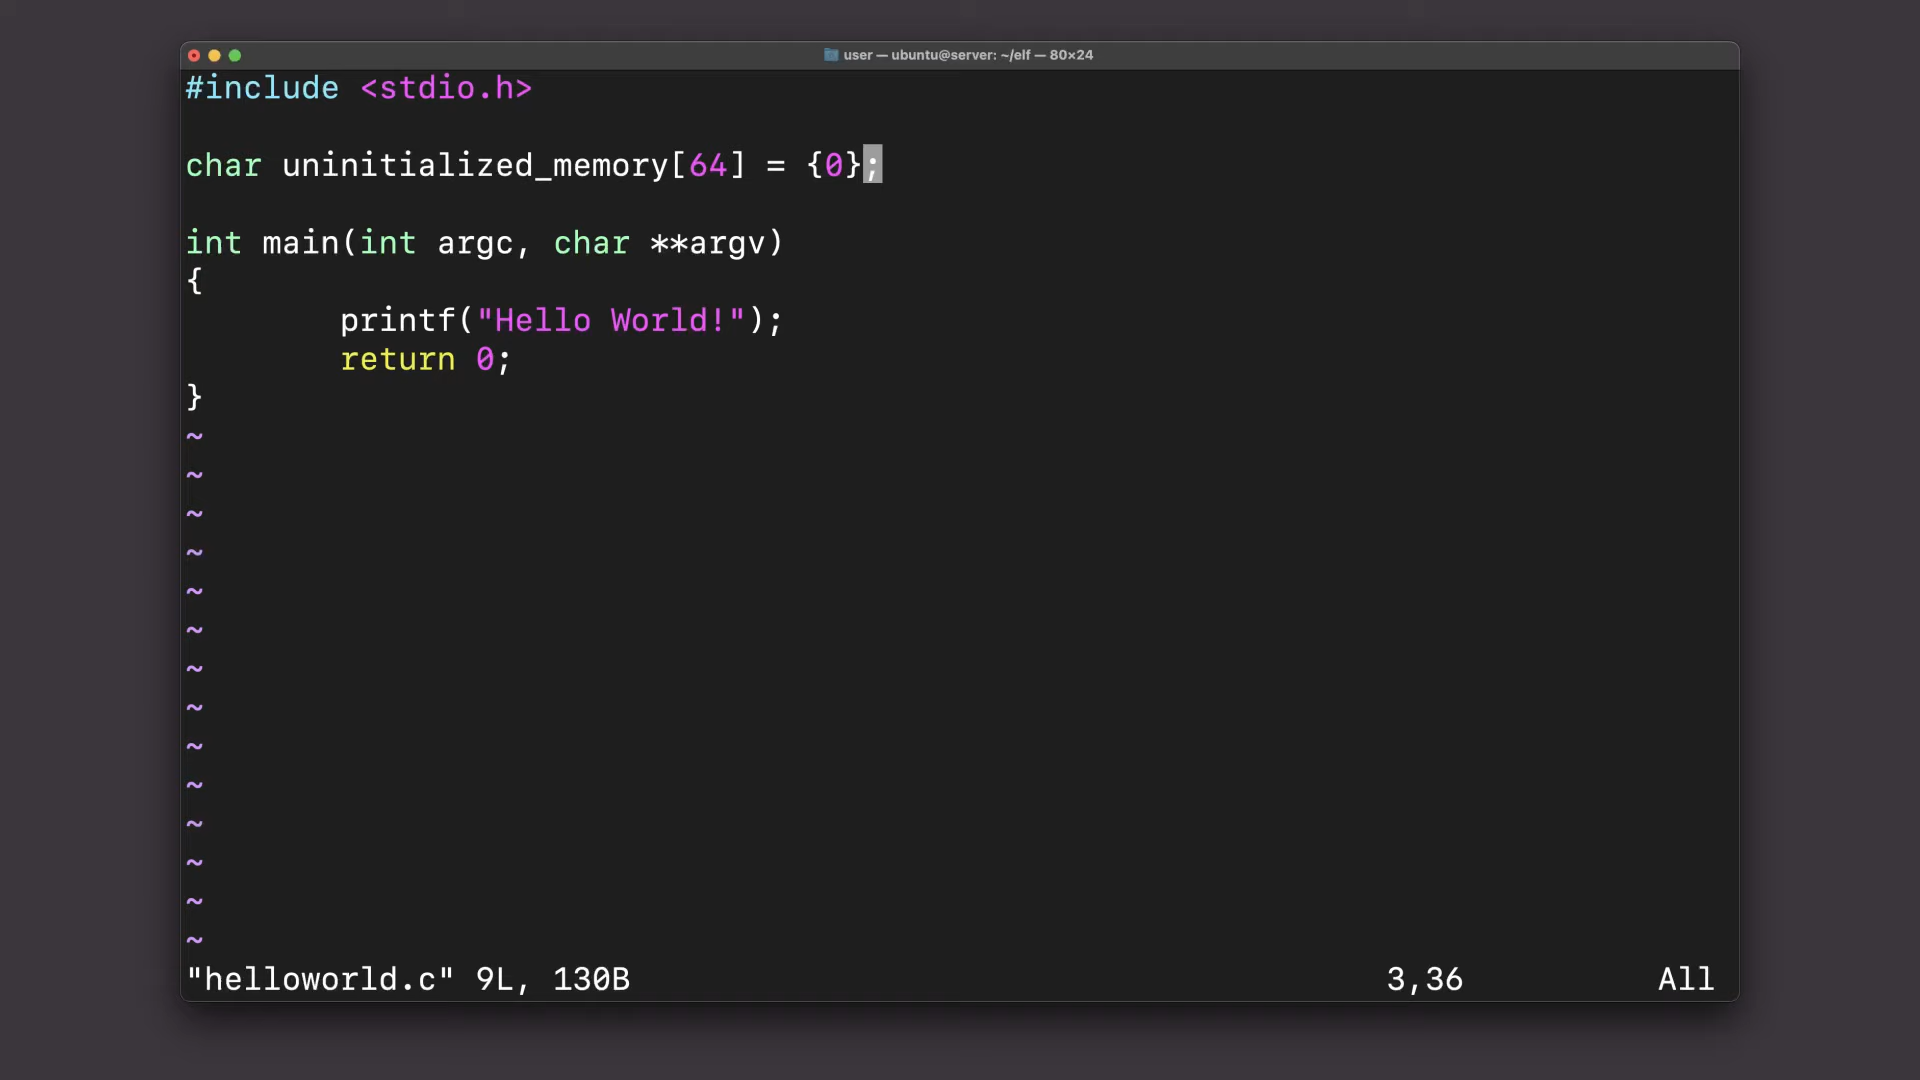 user — ubuntu@server: ~/elf — 80×24
#include <stdio.h>
char uninitialized_memory[64] = {0};
int main(int argc, char **argv)
{
        printf("Hello World!");
        return 0;
}
~
~
~
~
~
~
~
~
~
~
~
~
~
~
"helloworld.c" 9L, 130B 3,36 All